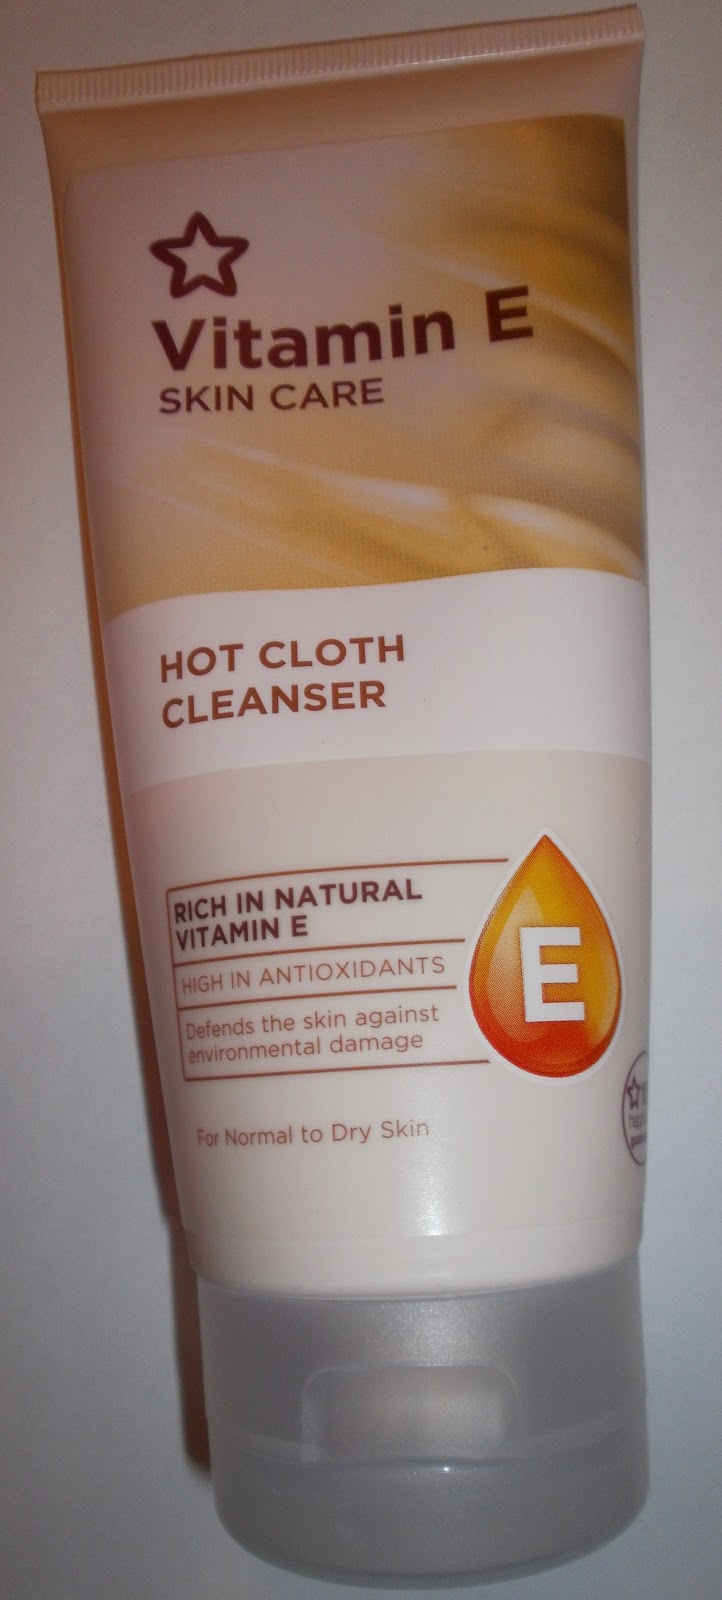 Vitamin E
SKIN CARE
HOT CLOTH
CLEANSER
RICH IN NATURAL
VITAMIN E
HIGH IN ANTIOXIDANTS
Defends the skin against
environmental damage
E
For Normal to Dry Skin